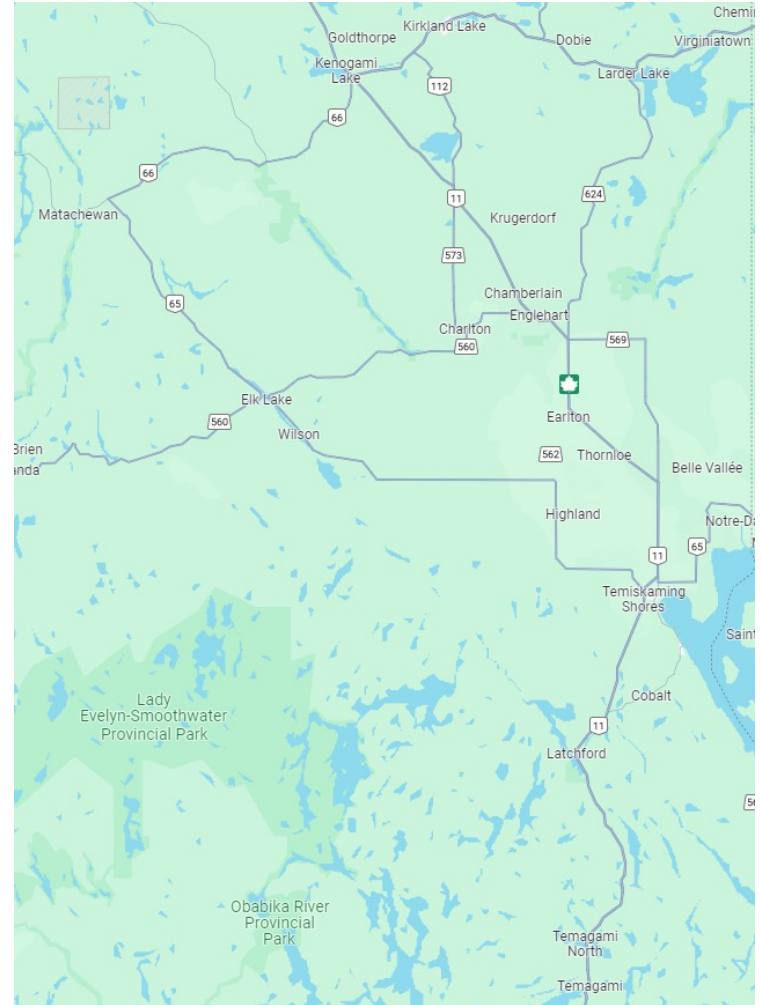 Chemin
Kirkland Lake
Goldthorpe
Dobie
Virginiatown
Kenogami
Lake
Larder Lake
112
66
66
624
11
Matachewan
Krugerdorf
573
Chamberlain
65
Englehart
Charlton
569
560
Elk Lake
Earlton
560
Wilson
Brien
anda
562
Thornloe
Belle Vallée
Highland
Notre-Da
65
11
Temiskaming
Shores
Saint
Lady
Evelyn-Smoothwater
Provincial Park
Cobalt
11
Latchford
56
Obabika River
Provincial
Park
Temagami
North
Temagami